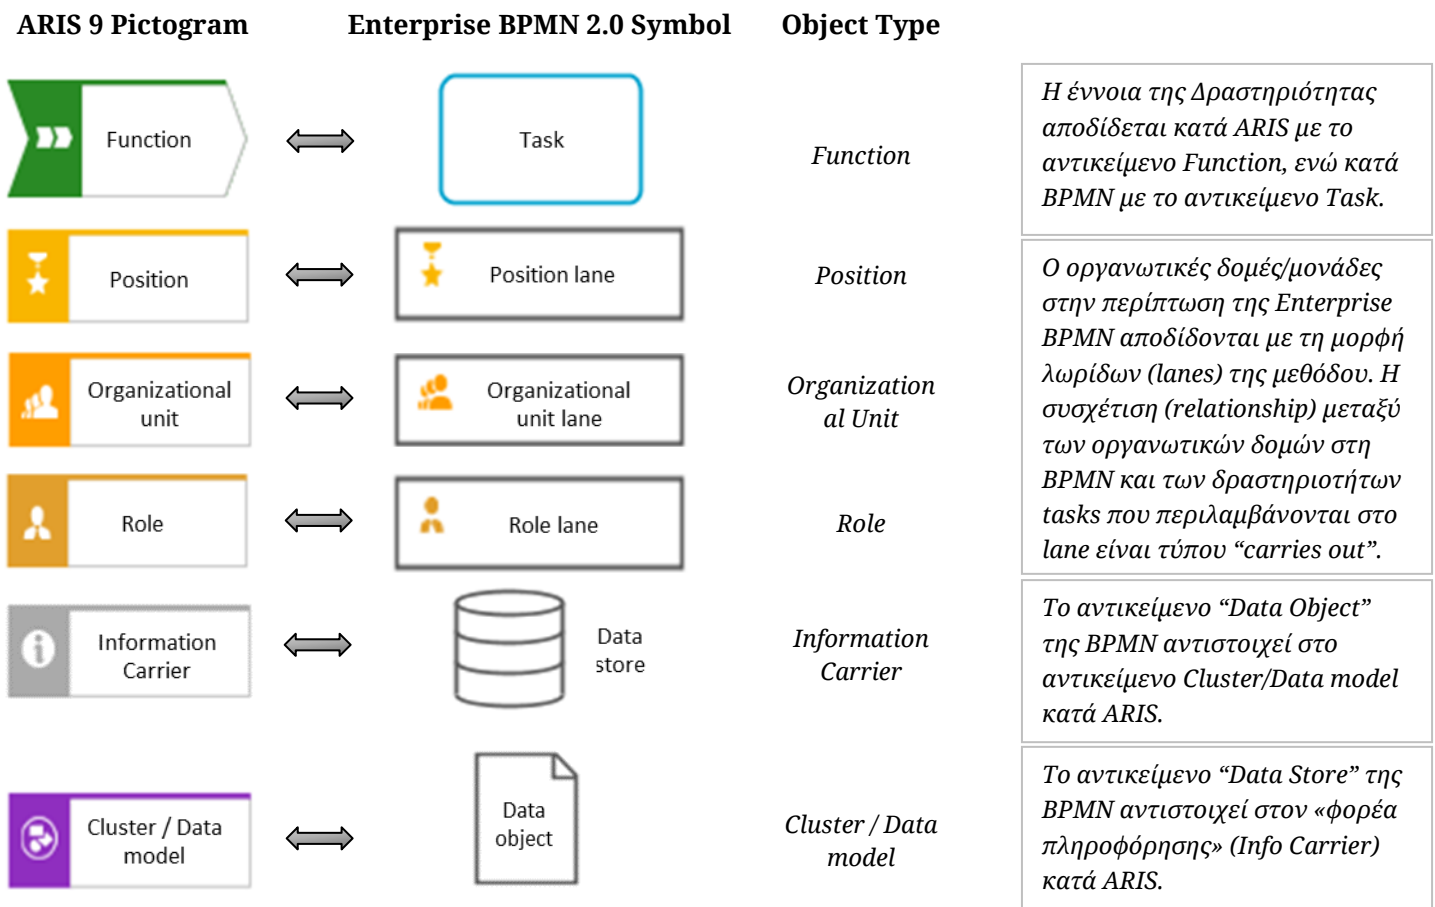 ARIS 9 Pictogram
Enterprise BPMN 2.0 Symbol
Object Type
Function
Task
Function
Η έννοια της Δραστηριότητας
αποδίδεται κατά ARIS με το
αντικείμενο Function, ενώ κατά
BPMN με το αντικείμενο Task.
Position
Position lane
Position
Organizational
unit
Organizational
unit lane
Organization
al Unit
Role
Role lane
Role
Ο οργανωτικές δομές/μονάδες
στην περίπτωση της Enterprise
BPMN αποδίδονται με τη μορφή
λωρίδων (lanes) της μεθόδου. Η
συσχέτιση (relationship) μεταξύ
των οργανωτικών δομών στη
BPMN και των δραστηριοτήτων
tasks που περιλαμβάνονται στο
lane είναι τύπου “carries out”.
Information
Carrier
Data
store
Information
Carrier
Το αντικείμενο “Data Object”
της BPMN αντιστοιχεί στο
αντικείμενο Cluster/Data model
κατά ARIS.
Cluster / Data
model
Data
object
Cluster / Data
model
Το αντικείμενο “Data Store” της
BPMN αντιστοιχεί στον «φορέα
πληροφόρησης» (Info Carrier)
κατά ARIS.